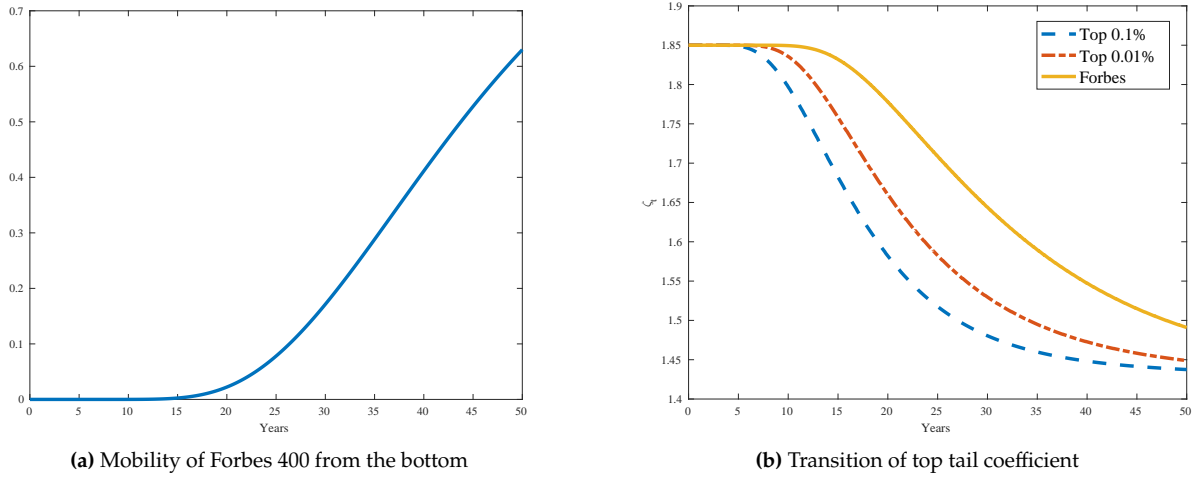 0.7
0.6
0.5
0.4
0.3
0.2
0.1
0
0 5 10 15 20 25 30 35 40 45 50
Years
(a) Mobility of Forbes 400 from the bottom
1.9
1.85
1.8
1.75
1.7
1.65
1.6
1.55
1.5
1.45
1.4
ζt
Top 0.1%
Top 0.01%
Forbes
0 5 10 15 20 25 30 35 40 45 50
Years
(b) Transition of top tail coefficient